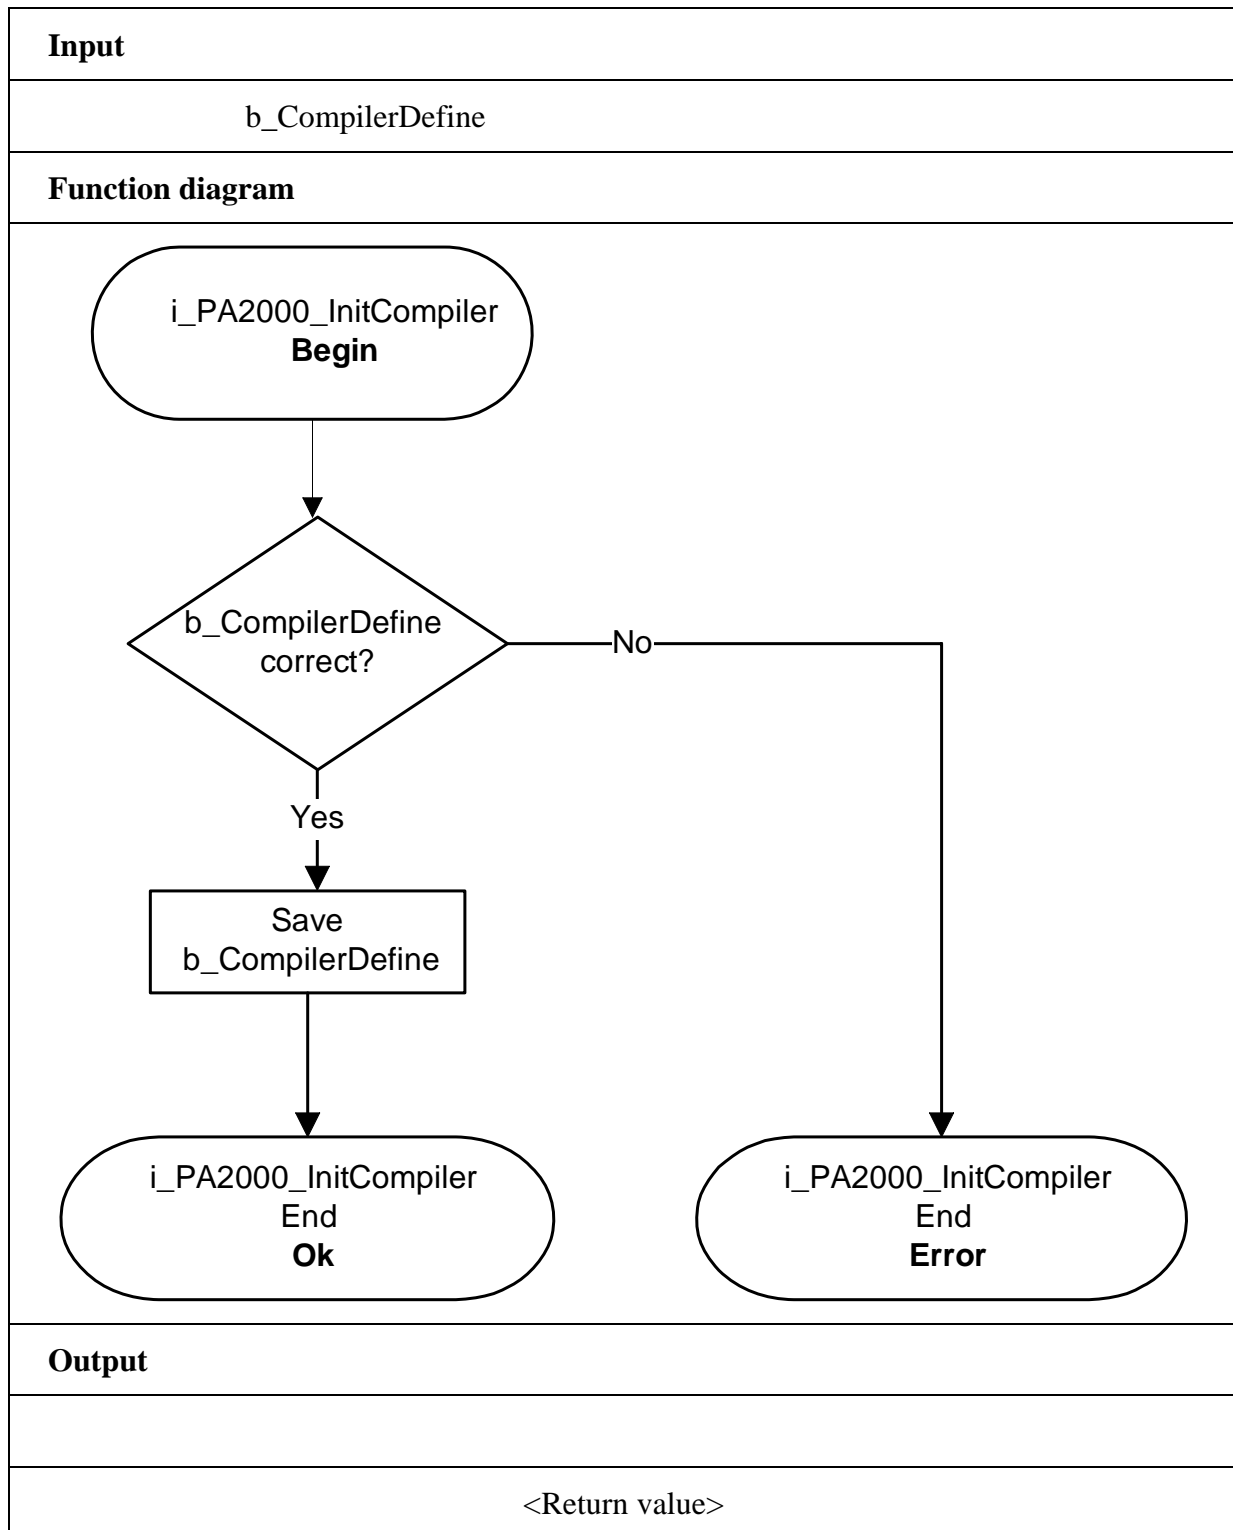 Input
b_CompilerDefine
Function diagram
i_PA2000_InitCompiler
Begin
b_CompilerDefine
correct?
No
Yes
Save
b_CompilerDefine
i_PA2000_InitCompiler
End
Ok
i_PA2000_InitCompiler
End
Error
Output
<Return value>